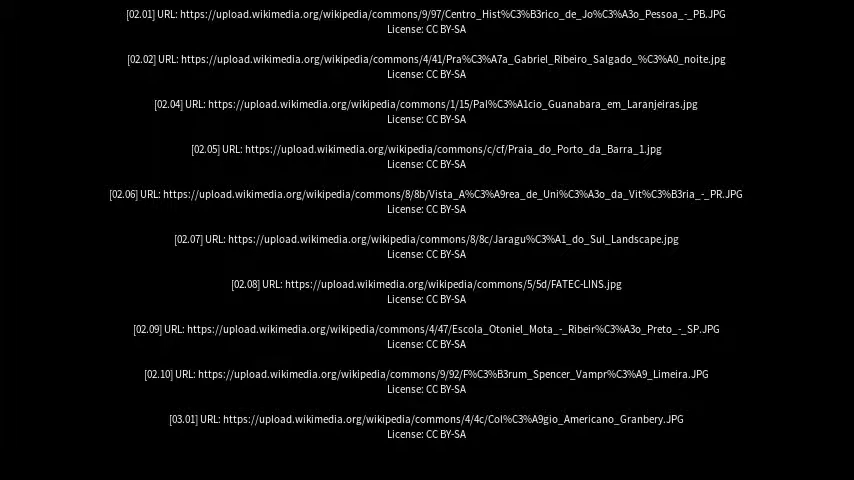 [02.01] URL: https://upload.wikimedia.org/wikipedia/commons/9/97/Centro_Hist%C3%B3rico_de_Jo%C3%A3o_Pessoa_-_PB.JPG
License: CC BY-SA
[02.02] URL: https://upload.wikimedia.org/wikipedia/commons/4/41/Pra%C3%A7a_Gabriel_Ribeiro_Salgado_%C3%A0_noite.jpg
License: CC BY-SA
[02.04] URL: https://upload.wikimedia.org/wikipedia/commons/1/15/Pal%C3%A1cio_Guanabara_em_Laranjeiras.jpg
License: CC BY-SA
[02.05] URL: https://upload.wikimedia.org/wikipedia/commons/c/cf/Praia_do_Porto_da_Barra_1.jpg
License: CC BY-SA
[02.06] URL: https://upload.wikimedia.org/wikipedia/commons/8/8b/Vista_A%C3%A9rea_de_Uni%C3%A3o_da_Vit%C3%B3ria_-_PR.JPG
License: CC BY-SA
[02.07] URL: https://upload.wikimedia.org/wikipedia/commons/8/8c/Jaragu%C3%A1_do_Sul_Landscape.jpg
License: CC BY-SA
[02.08] URL: https://upload.wikimedia.org/wikipedia/commons/5/5d/FATEC-LINS.jpg
License: CC BY-SA
[02.09] URL: https://upload.wikimedia.org/wikipedia/commons/4/47/Escola_Otoniel_Mota_-_Ribeir%C3%A3o_Preto_-_SP.JPG
License: CC BY-SA
[02.10] URL: https://upload.wikimedia.org/wikipedia/commons/9/92/F%C3%B3rum_Spencer_Vampr%C3%A9_Limeira.JPG
License: CC BY-SA
[03.01] URL: https://upload.wikimedia.org/wikipedia/commons/4/4c/Col%C3%A9gio_Americano_Granbery.JPG
License: CC BY-SA